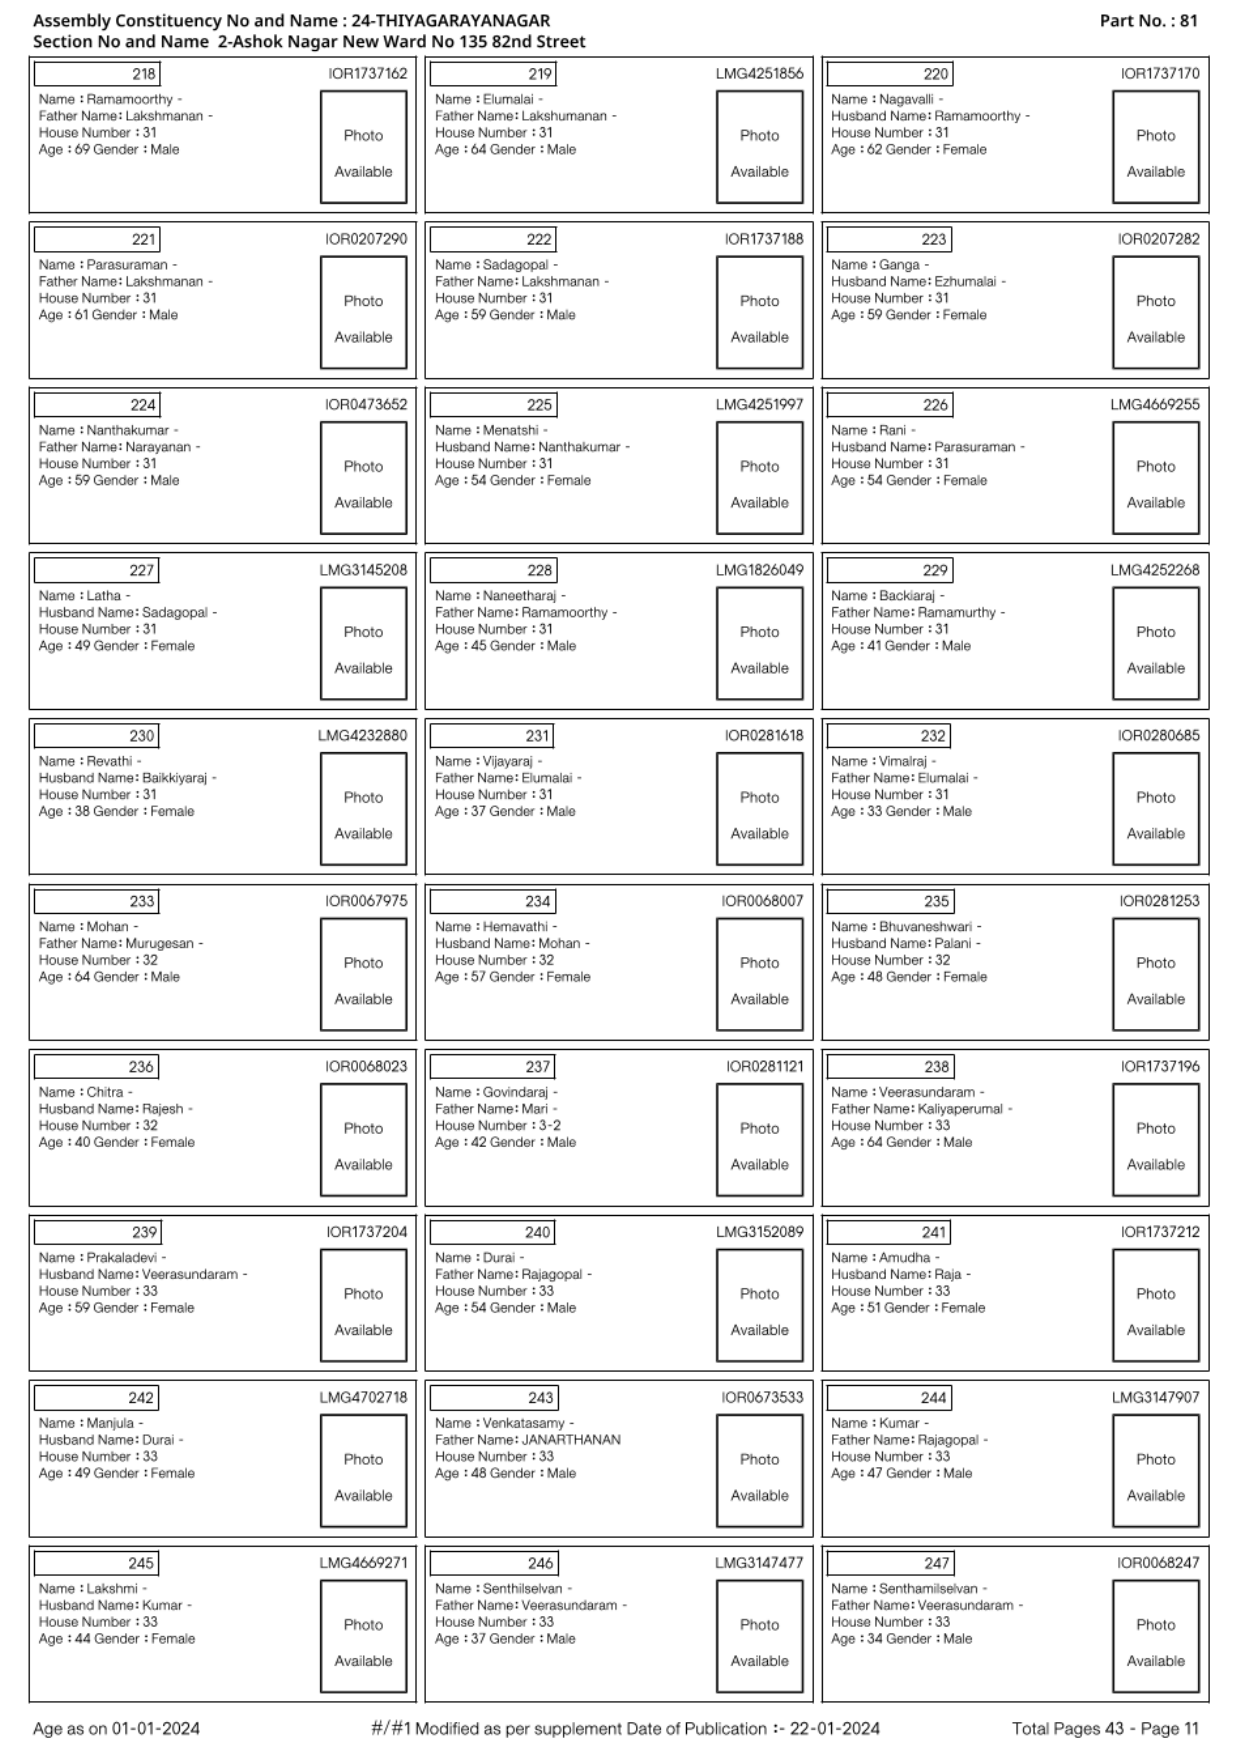 Assembly Constituency No and Name : 24-THIYAGARAYANAGAR
Part No. : 81
Section No and Name 2-Ashok Nagar New Ward No 135 82nd Street
218 IOR1737162
Name : Ramamoorthy -
Father Name: Lakshmanan -
House Number : 31
Age : 69 Gender : Male
Photo
Available
219 LMG4251856
Name : Elumalai -
Father Name: Lakshumanan -
House Number : 31
Age : 64 Gender : Male
Photo
Available
220 IOR1737170
Name : Nagavalli -
Husband Name: Ramamoorthy -
House Number : 31
Age : 62 Gender : Female
Photo
Available
221 IOR0207290
Name : Parasuraman -
Father Name: Lakshmanan -
House Number : 31
Age : 61 Gender : Male
Photo
Available
222 IOR1737188
Name : Sadagopal -
Father Name: Lakshmanan -
House Number : 31
Age : 59 Gender : Male
Photo
Available
223 IOR0207282
Name : Ganga -
Husband Name: Ezhumalai -
House Number : 31
Age : 59 Gender : Female
Photo
Available
224 IOR0473652
Name : Nanthakumar -
Father Name: Narayanan -
House Number : 31
Age : 59 Gender : Male
Photo
Available
225 LMG4251997
Name : Menatshi -
Husband Name: Nanthakumar -
House Number : 31
Age : 54 Gender : Female
Photo
Available
226 LMG4669255
Name : Rani -
Husband Name: Parasuraman -
House Number : 31
Age : 54 Gender : Female
Photo
Available
227 LMG3145208
Name : Latha -
Husband Name: Sadagopal -
House Number : 31
Age : 49 Gender : Female
Photo
Available
228 LMG1826049
Name : Naneetharaj -
Father Name: Ramamoorthy -
House Number : 31
Age : 45 Gender : Male
Photo
Available
229 LMG4252268
Name : Backiaraj -
Father Name: Ramamurthy -
House Number : 31
Age : 41 Gender : Male
Photo
Available
230 LMG4232880
Name : Revathi -
Husband Name: Baikkiyaraj -
House Number : 31
Age : 38 Gender : Female
Photo
Available
231 IOR0281618
Name : Vijayaraj -
Father Name: Elumalai -
House Number : 31
Age : 37 Gender : Male
Photo
Available
232 IOR0280685
Name : Vimalraj -
Father Name: Elumalai -
House Number : 31
Age : 33 Gender : Male
Photo
Available
233 IOR0067975
Name : Mohan -
Father Name: Murugesan -
House Number : 32
Age : 64 Gender : Male
Photo
Available
234 IOR0068007
Name : Hemavathi -
Husband Name: Mohan -
House Number : 32
Age : 57 Gender : Female
Photo
Available
235 IOR0281253
Name : Bhuvaneshwari -
Husband Name: Palani -
House Number : 32
Age : 48 Gender : Female
Photo
Available
236 IOR0068023
Name : Chitra -
Husband Name: Rajesh -
House Number : 32
Age : 40 Gender : Female
Photo
Available
237 IOR0281121
Name : Govindaraj -
Father Name: Mari -
House Number : 3-2
Age : 42 Gender : Male
Photo
Available
238 IOR1737196
Name : Veerasundaram -
Father Name: Kaliyaperumal -
House Number : 33
Age : 64 Gender : Male
Photo
Available
239 IOR1737204
Name : Prakaladevi -
Husband Name: Veerasundaram -
House Number : 33
Age : 59 Gender : Female
Photo
Available
240 LMG3152089
Name : Durai -
Father Name: Rajagopal -
House Number : 33
Age : 54 Gender : Male
Photo
Available
241 IOR1737212
Name : Amudha -
Husband Name: Raja -
House Number : 33
Age : 51 Gender : Female
Photo
Available
242 LMG4702718
Name : Manjula -
Husband Name: Durai -
House Number : 33
Age : 49 Gender : Female
Photo
Available
243 IOR0673533
Name : Venkatasamy -
Father Name: JANARTHANAN
House Number : 33
Age : 48 Gender : Male
Photo
Available
244 LMG3147907
Name : Kumar -
Father Name: Rajagopal -
House Number : 33
Age : 47 Gender : Male
Photo
Available
245 LMG4669271
Name : Lakshmi -
Husband Name: Kumar -
House Number : 33
Age : 44 Gender : Female
Photo
Available
246 LMG3147477
Name : Senthilselvan -
Father Name: Veerasundaram -
House Number : 33
Age : 37 Gender : Male
Photo
Available
247 IOR0068247
Name : Senthamilselvan -
Father Name: Veerasundaram -
House Number : 33
Age : 34 Gender : Male
Photo
Available
Age as on 01-01-2024
#/#1 Modified as per supplement Date of Publication :- 22-01-2024
Total Pages 43 - Page 11